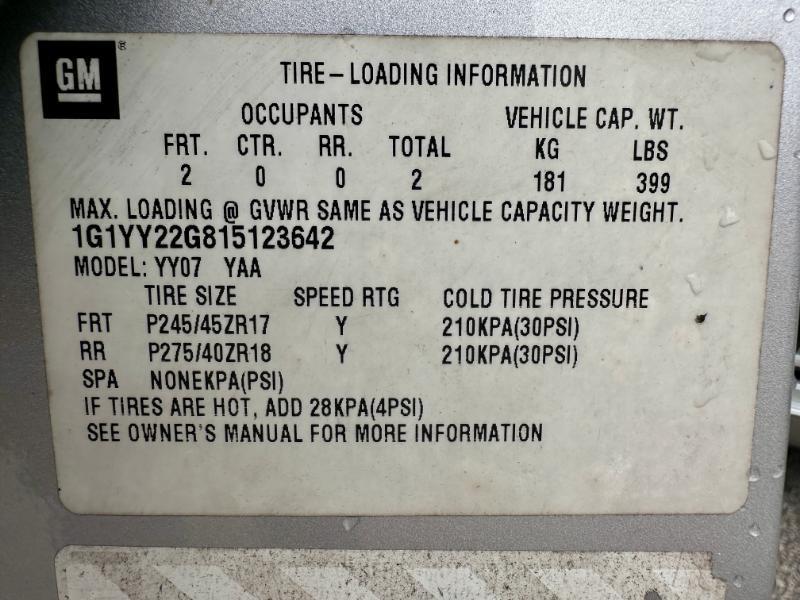 GM ®
TIRE-LOADING INFORMATION
OCCUPANTS VEHICLE CAP. WT.
FRT. CTR. RR. TOTAL KG LBS
2 0 0 2 181 399
MAX. LOADING @ GVWR SAME AS VEHICLE CAPACITY WEIGHT.
1G1YY22G815123642
MODEL: YY07 YAA
TIRE SIZE SPEED RTG COLD TIRE PRESSURE
FRT P245/45ZR17 Y 210KPA(30PSI)
RR P275/40ZR18 Y 210KPA(30PSI)
SPA NONEKPA(PSI)
IF TIRES ARE HOT, ADD 28KPA(4PSI)
SEE OWNER'S MANUAL FOR MORE INFORMATION